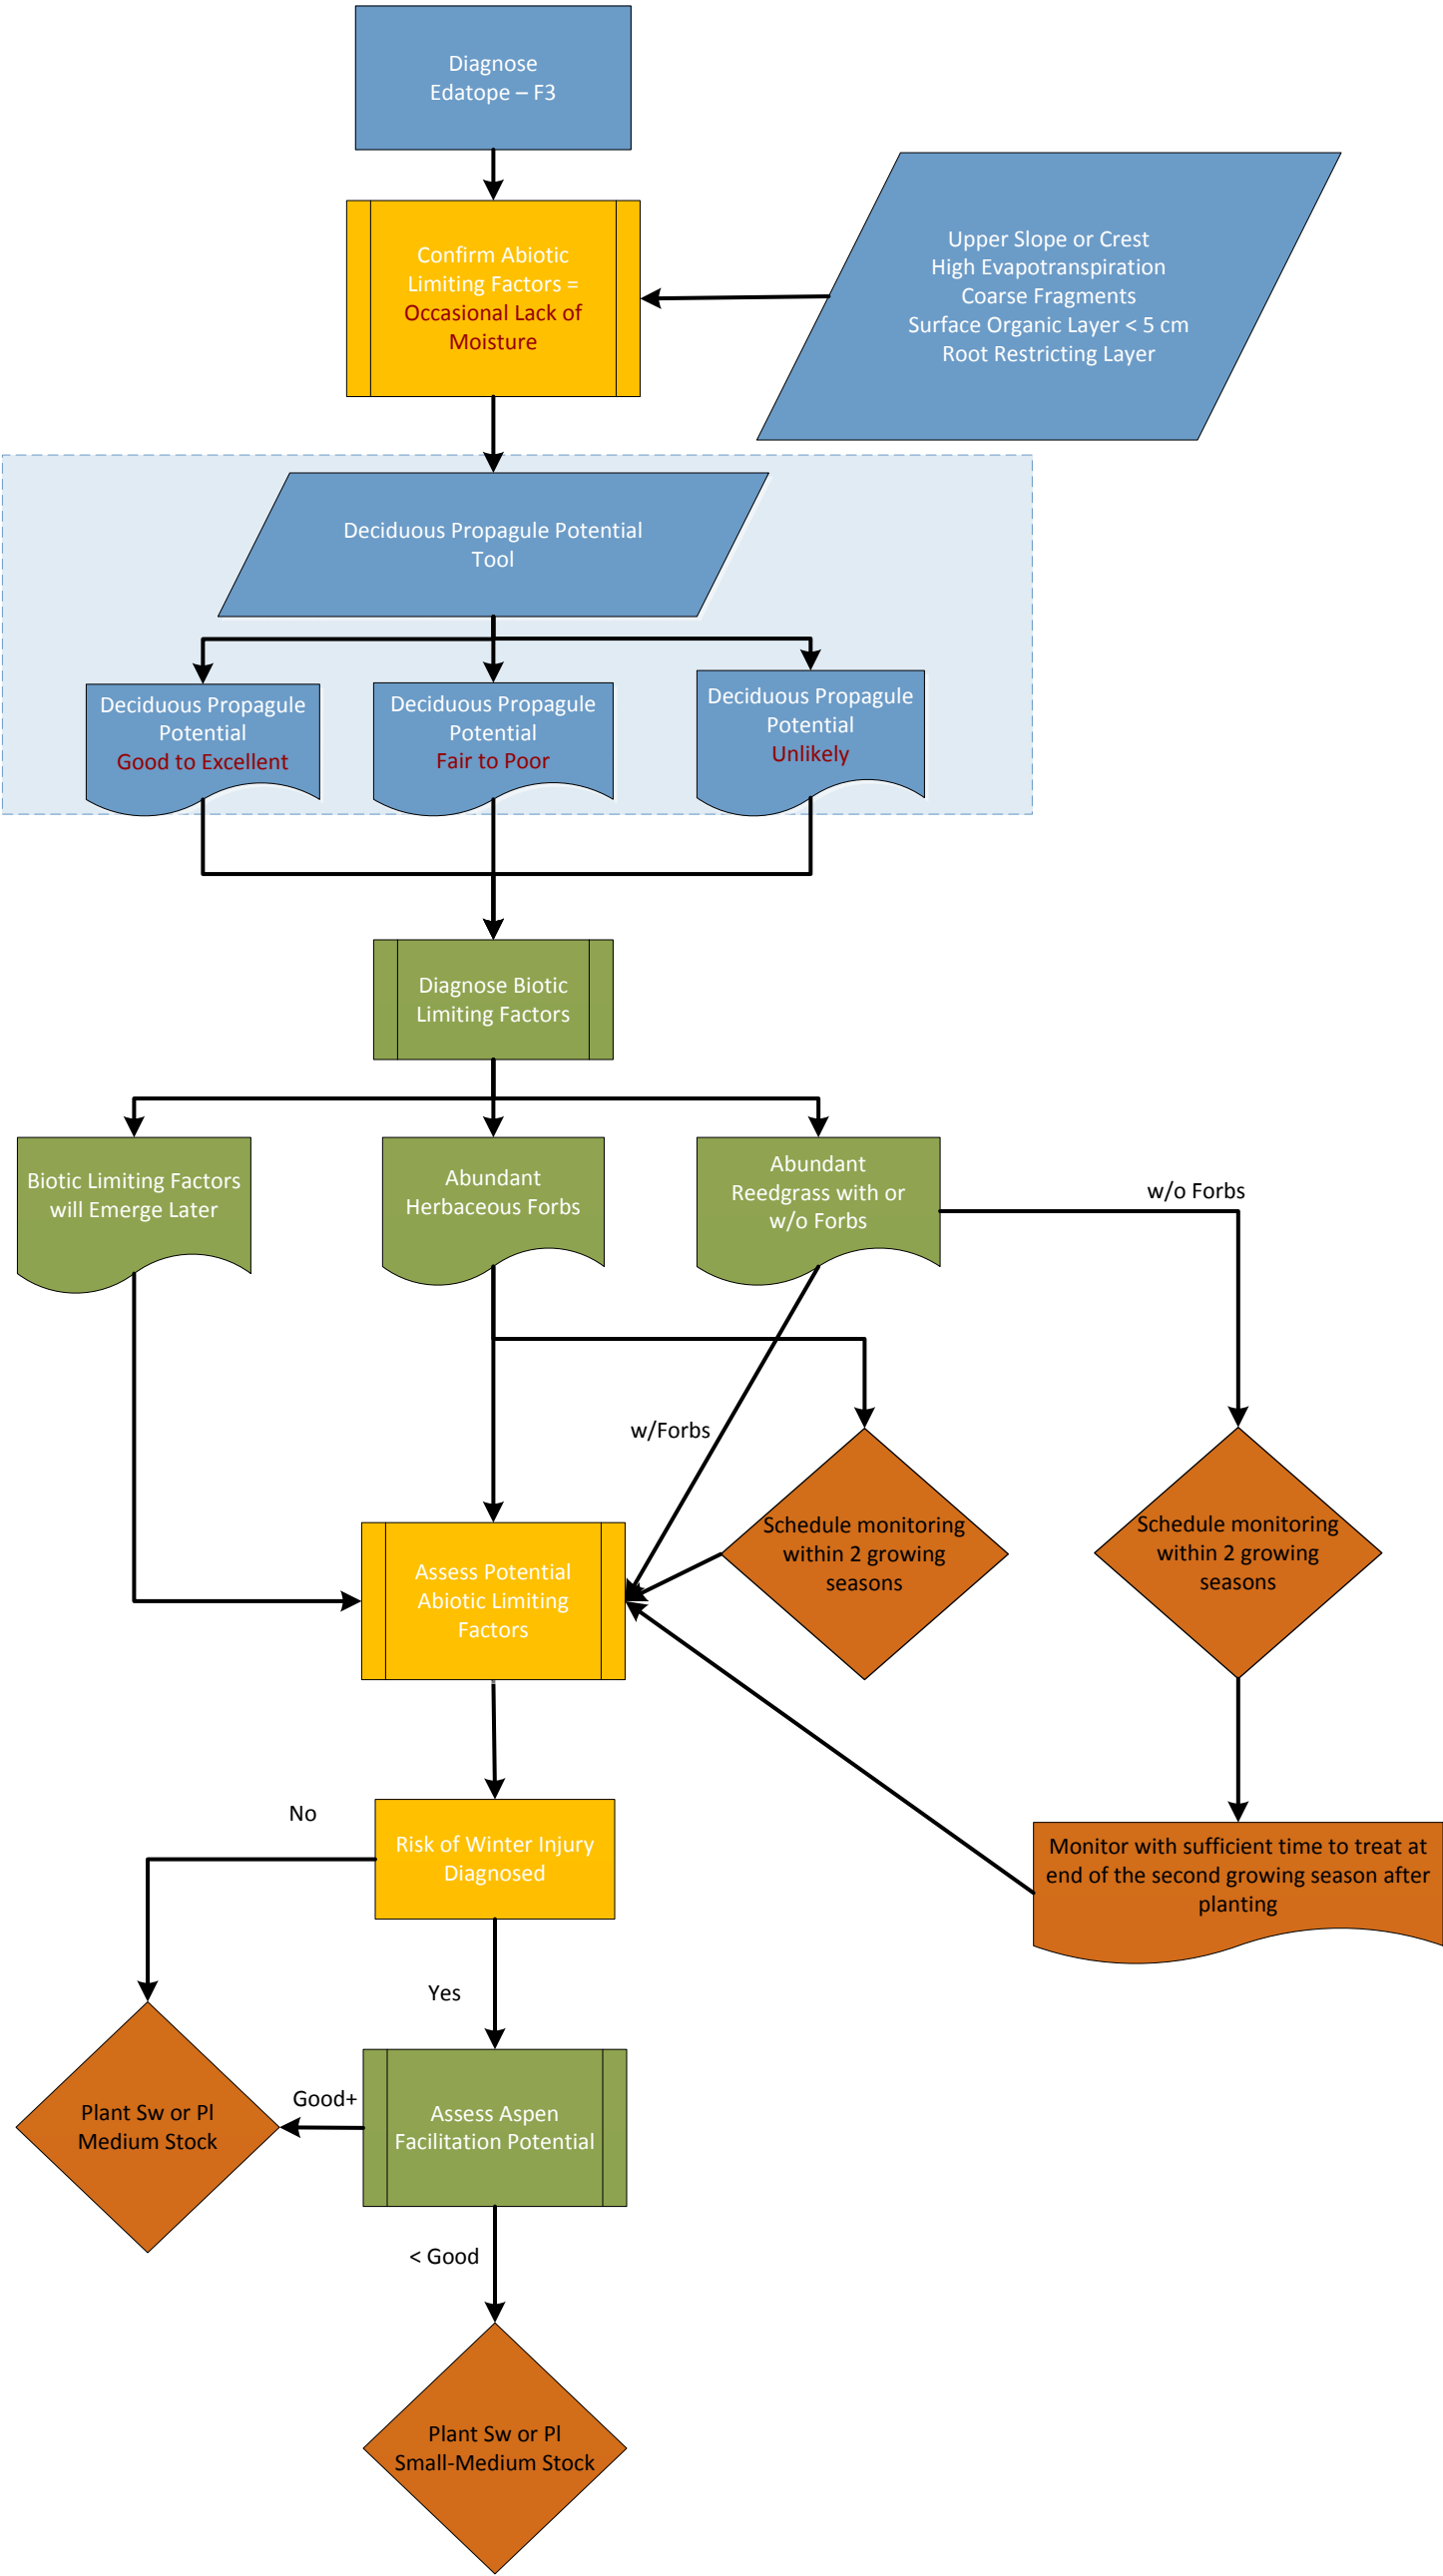 Diagnose
Edatope – F3
Confirm Abiotic
Limiting Factors =
Occasional Lack of
Moisture
Upper Slope or Crest
High Evapotranspiration
Coarse Fragments
Surface Organic Layer < 5 cm
Root Restricting Layer
Deciduous Propagule Potential
Tool
Deciduous Propagule
Potential
Good to Excellent
Deciduous Propagule
Potential
Fair to Poor
Deciduous Propagule
Potential
Unlikely
Diagnose Biotic
Limiting Factors
Biotic Limiting Factors
will Emerge Later
Abundant
Herbaceous Forbs
Abundant
Reedgrass with or
w/o Forbs
w/o Forbs
w/Forbs
Schedule monitoring
within 2 growing
seasons
Schedule monitoring
within 2 growing
seasons
Assess Potential
Abiotic Limiting
Factors
No
Risk of Winter Injury
Diagnosed
Monitor with sufficient time to treat at
end of the second growing season after
planting
Yes
Plant Sw or Pl
Medium Stock
Good+
Assess Aspen
Facilitation Potential
< Good
Plant Sw or Pl
Small-Medium Stock